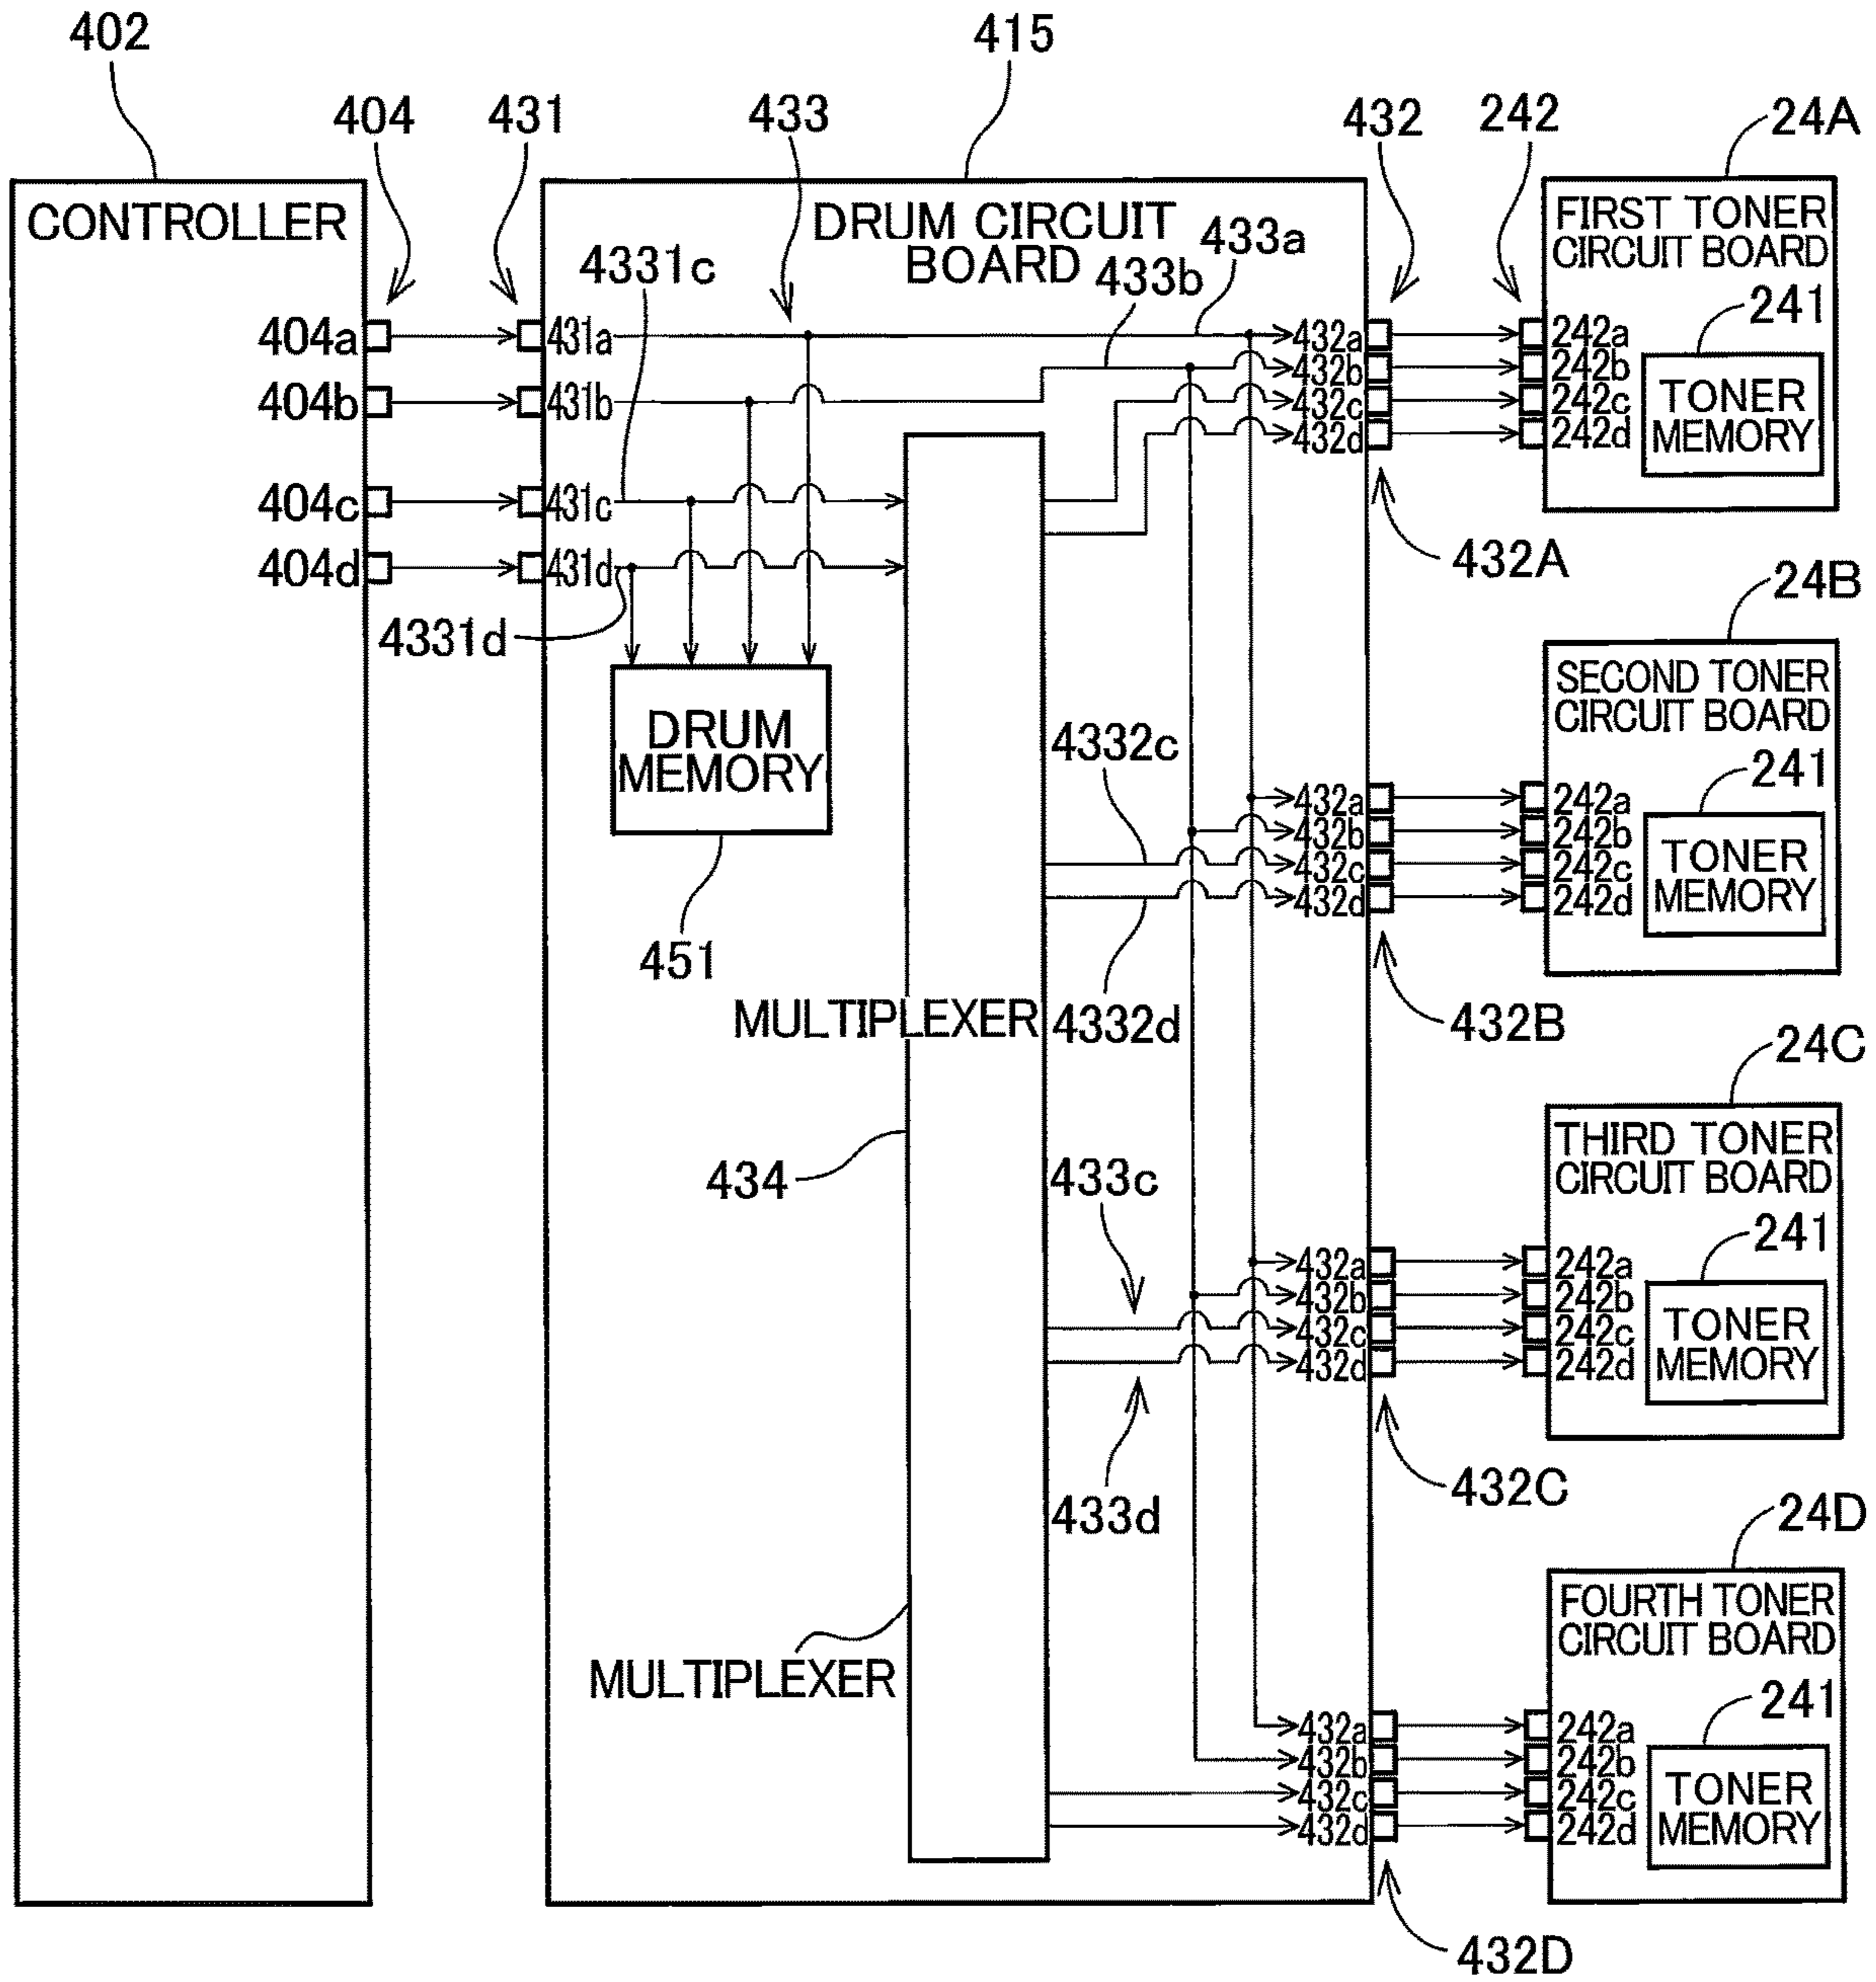 402
415
404
431
433
432
242
24A
CONTROLLER
DRUM CIRCUIT
BOARD
433a
433b
4331c
FIRST TONER
CIRCUIT BOARD
241
TONER
MEMORY
404a
404b
404c
404d
431a
431b
431c
431d
432a
432b
432c
432d
242a
242b
242c
242d
432A
4331d
DRUM
MEMORY
451
24B
SECOND TONER
CIRCUIT BOARD
241
TONER
MEMORY
4332c
4332d
432a
432b
432c
432d
242a
242b
242c
242d
432B
MULTIPLEXER
434
24C
THIRD TONER
CIRCUIT BOARD
241
TONER
MEMORY
433c
433d
432a
432b
432c
432d
242a
242b
242c
242d
432C
24D
FOURTH TONER
CIRCUIT BOARD
241
TONER
MEMORY
MULTIPLEXER
432a
432b
432c
432d
242a
242b
242c
242d
432D